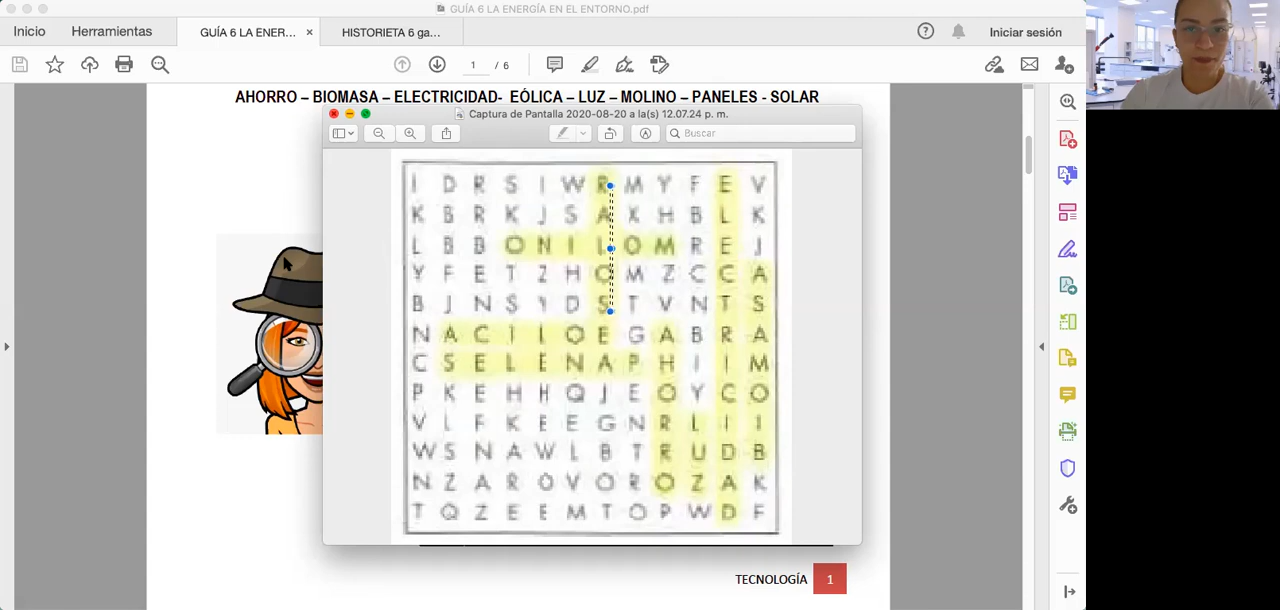 GUÍA 6 LA ENERGÍA EN EL ENTORNO.pdf
Inicio Herramientas GUÍA 6 LA ENER... × HISTORIETA 6 ga... Iniciar sesión
1 / 6
AHORRO – BIOMASA – ELECTRICIDAD- EÓLICA – LUZ – MOLINO – PANELES - SOLAR
Captura de Pantalla 2020-08-20 a la(s) 12.07.24 p. m.
Buscar
I D R S I W R M Y F E V
K B R K J S A X H B L K
L B B O N I L O M R E J
Y F E T Z H O M Z C C A
B J N S Y D S T V N T S
N A C I L O E G A B R A
C S E L E N A P H I I M
P K E H H Q J E O Y C O
V L F K E E G N R L I I
W S N A W L B T R U D B
N Z A R O V O R O Z A K
T Q Z E E M T O P W D F
TECNOLOGÍA 1